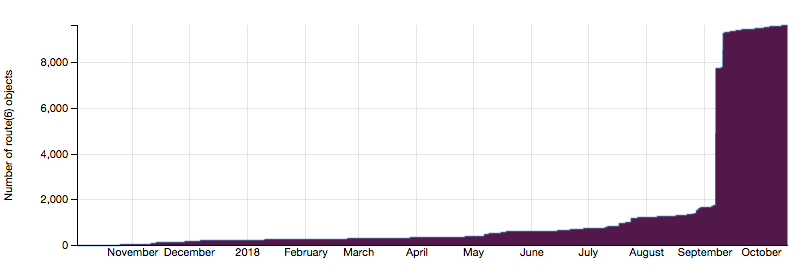 Number of route(6) objects
8,000
6,000
4,000
2,000
0
November December 2018 February March April May June July August September October